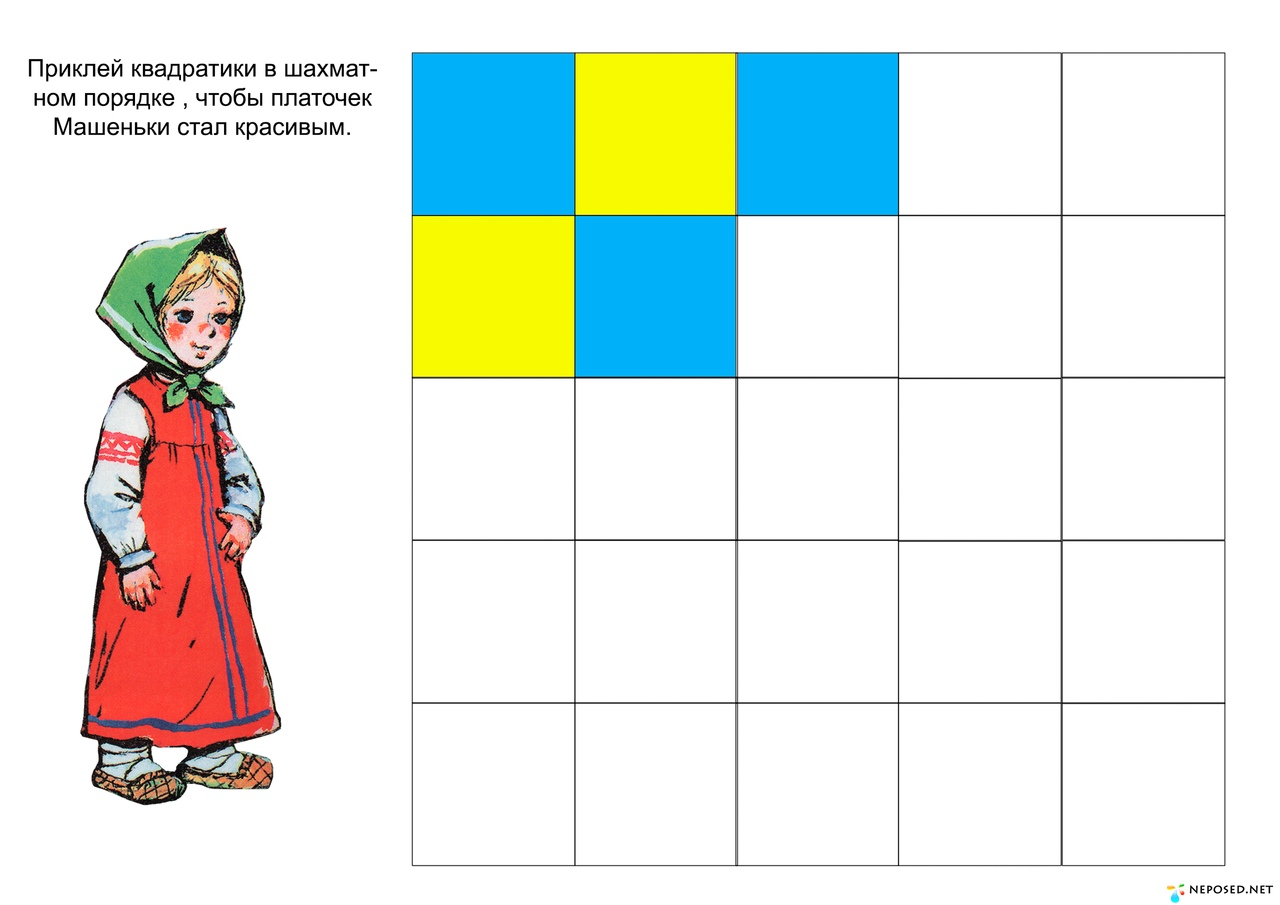 Приклей квадратики в шахмат-
ном порядке , чтобы платочек
Машеньки стал красивым.
NEPOSED.NET